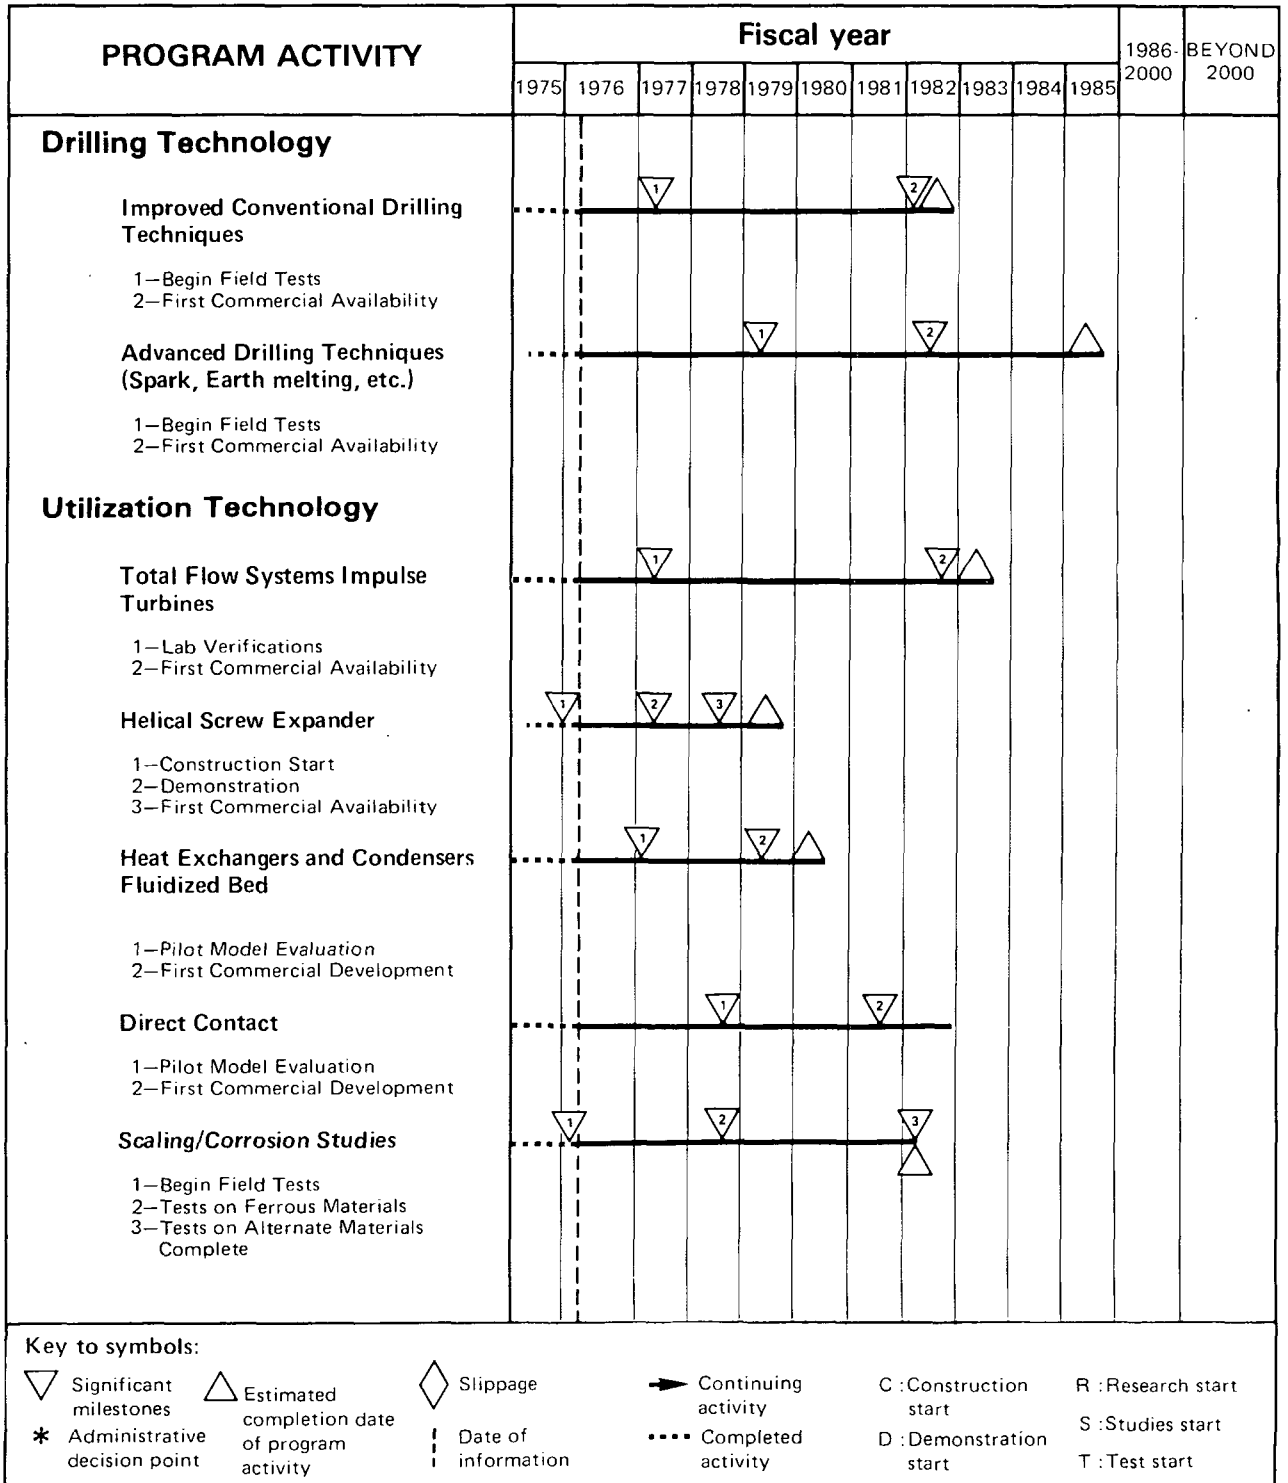 PROGRAM ACTIVITY
Fiscal year
1986-
2000
BEYOND
2000
1975 1976 1977 1978 1979 1980 1981 1982 1983 1984 1985
Drilling Technology
1 2
Improved Conventional Drilling
Techniques
1—Begin Field Tests
2—First Commercial Availability
1 2
Advanced Drilling Techniques
(Spark, Earth melting, etc.)
1—Begin Field Tests
2—First Commercial Availability
Utilization Technology
1 2
Total Flow Systems Impulse
Turbines
1—Lab Verifications
2—First Commercial Availability
1 2 3
Helical Screw Expander
1—Construction Start
2—Demonstration
3—First Commercial Availability
1 2
Heat Exchangers and Condensers
Fluidized Bed
1—Pilot Model Evaluation
2—First Commercial Development
1 2
Direct Contact
1—Pilot Model Evaluation
2—First Commercial Development
1 2 3
Scaling/Corrosion Studies
1—Begin Field Tests
2—Tests on Ferrous Materials
3—Tests on Alternate Materials
Complete
Key to symbols:
Significant
milestones
* Administrative
decision point
Estimated
completion date
of program
activity
Slippage
Date of
information
Continuing
activity
Completed
activity
C : Construction
start
D : Demonstration
start
R : Research start
S : Studies start
T : Test start